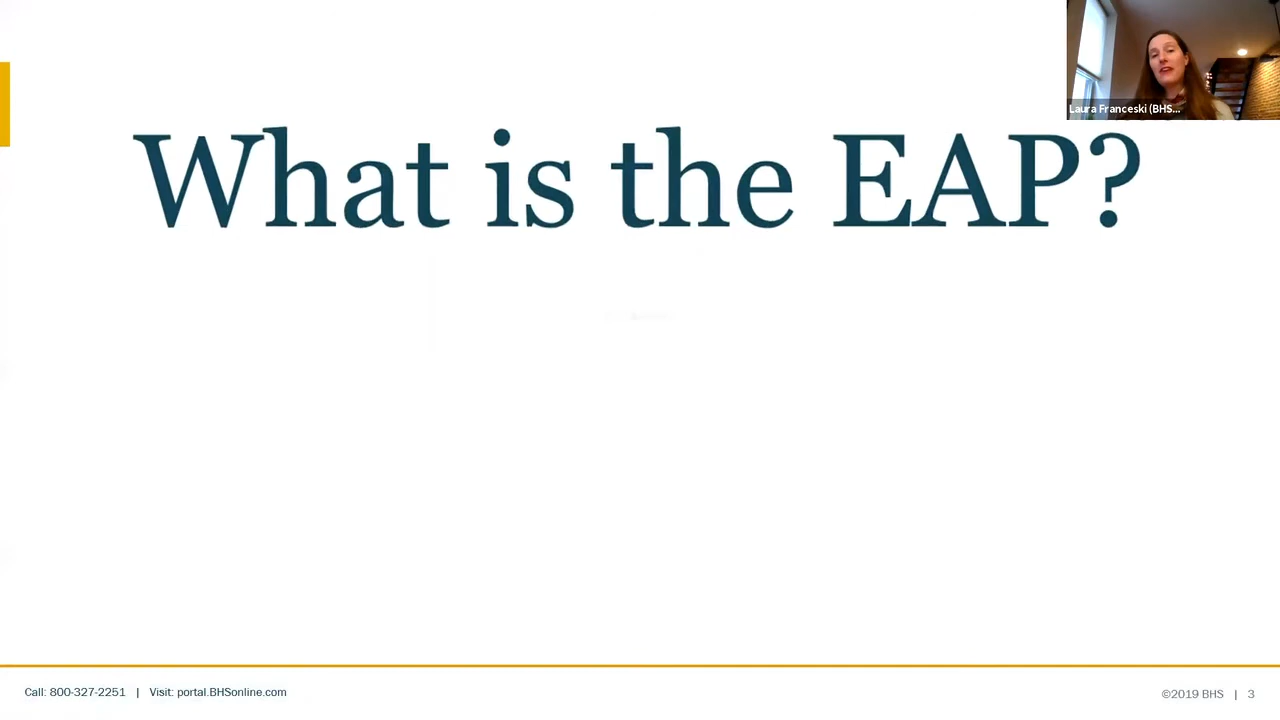 Laura Franceski (BHS...
What is the EAP?
Call: 800-327-2251 | Visit: portal.BHSonline.com
©2019 BHS | 3